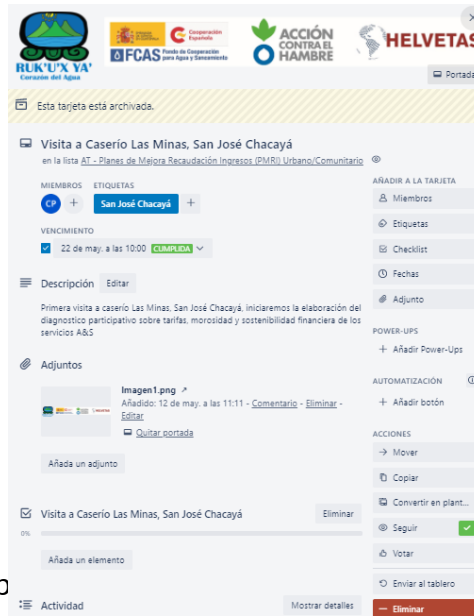 RUK'U'X YA'
Corazón del Agua
Cooperación
Española
FCAS Fondo de Cooperación
para Agua y Saneamiento
ACCIÓN
CONTRA EL
HAMBRE
HELVETAS
Portada
Esta tarjeta está archivada.
Visita a Caserío Las Minas, San José Chacayá
en la lista AT - Planes de Mejora Recaudación Ingresos (PMRI) Urbano/Comunitario
MIEMBROS ETIQUETAS
CP + San José Chacayá +
VENCIMIENTO
22 de may. a las 10:00 CUMPLIDA
Descripción Editar
Primera visita a caserío Las Minas, San José Chacayá, iniciaremos la elaboración del
diagnostico participativo sobre tarifas, morosidad y sostenibilidad financiera de los
servicios A&S
Adjuntos
Imagen1.png ↗
Añadido: 12 de may. a las 11:11 - Comentario - Eliminar -
Editar
Quitar portada
Añada un adjunto
Visita a Caserío Las Minas, San José Chacayá Eliminar
0%
Añada un elemento
Actividad Mostrar detalles
AÑADIR A LA TARJETA
Miembros
Etiquetas
Checklist
Fechas
Adjunto
POWER-UPS
+ Añadir Power-Ups
AUTOMATIZACIÓN
+ Añadir botón
ACCIONES
→ Mover
Copiar
Convertir en plant...
Seguir
Votar
Enviar al tablero
— Eliminar